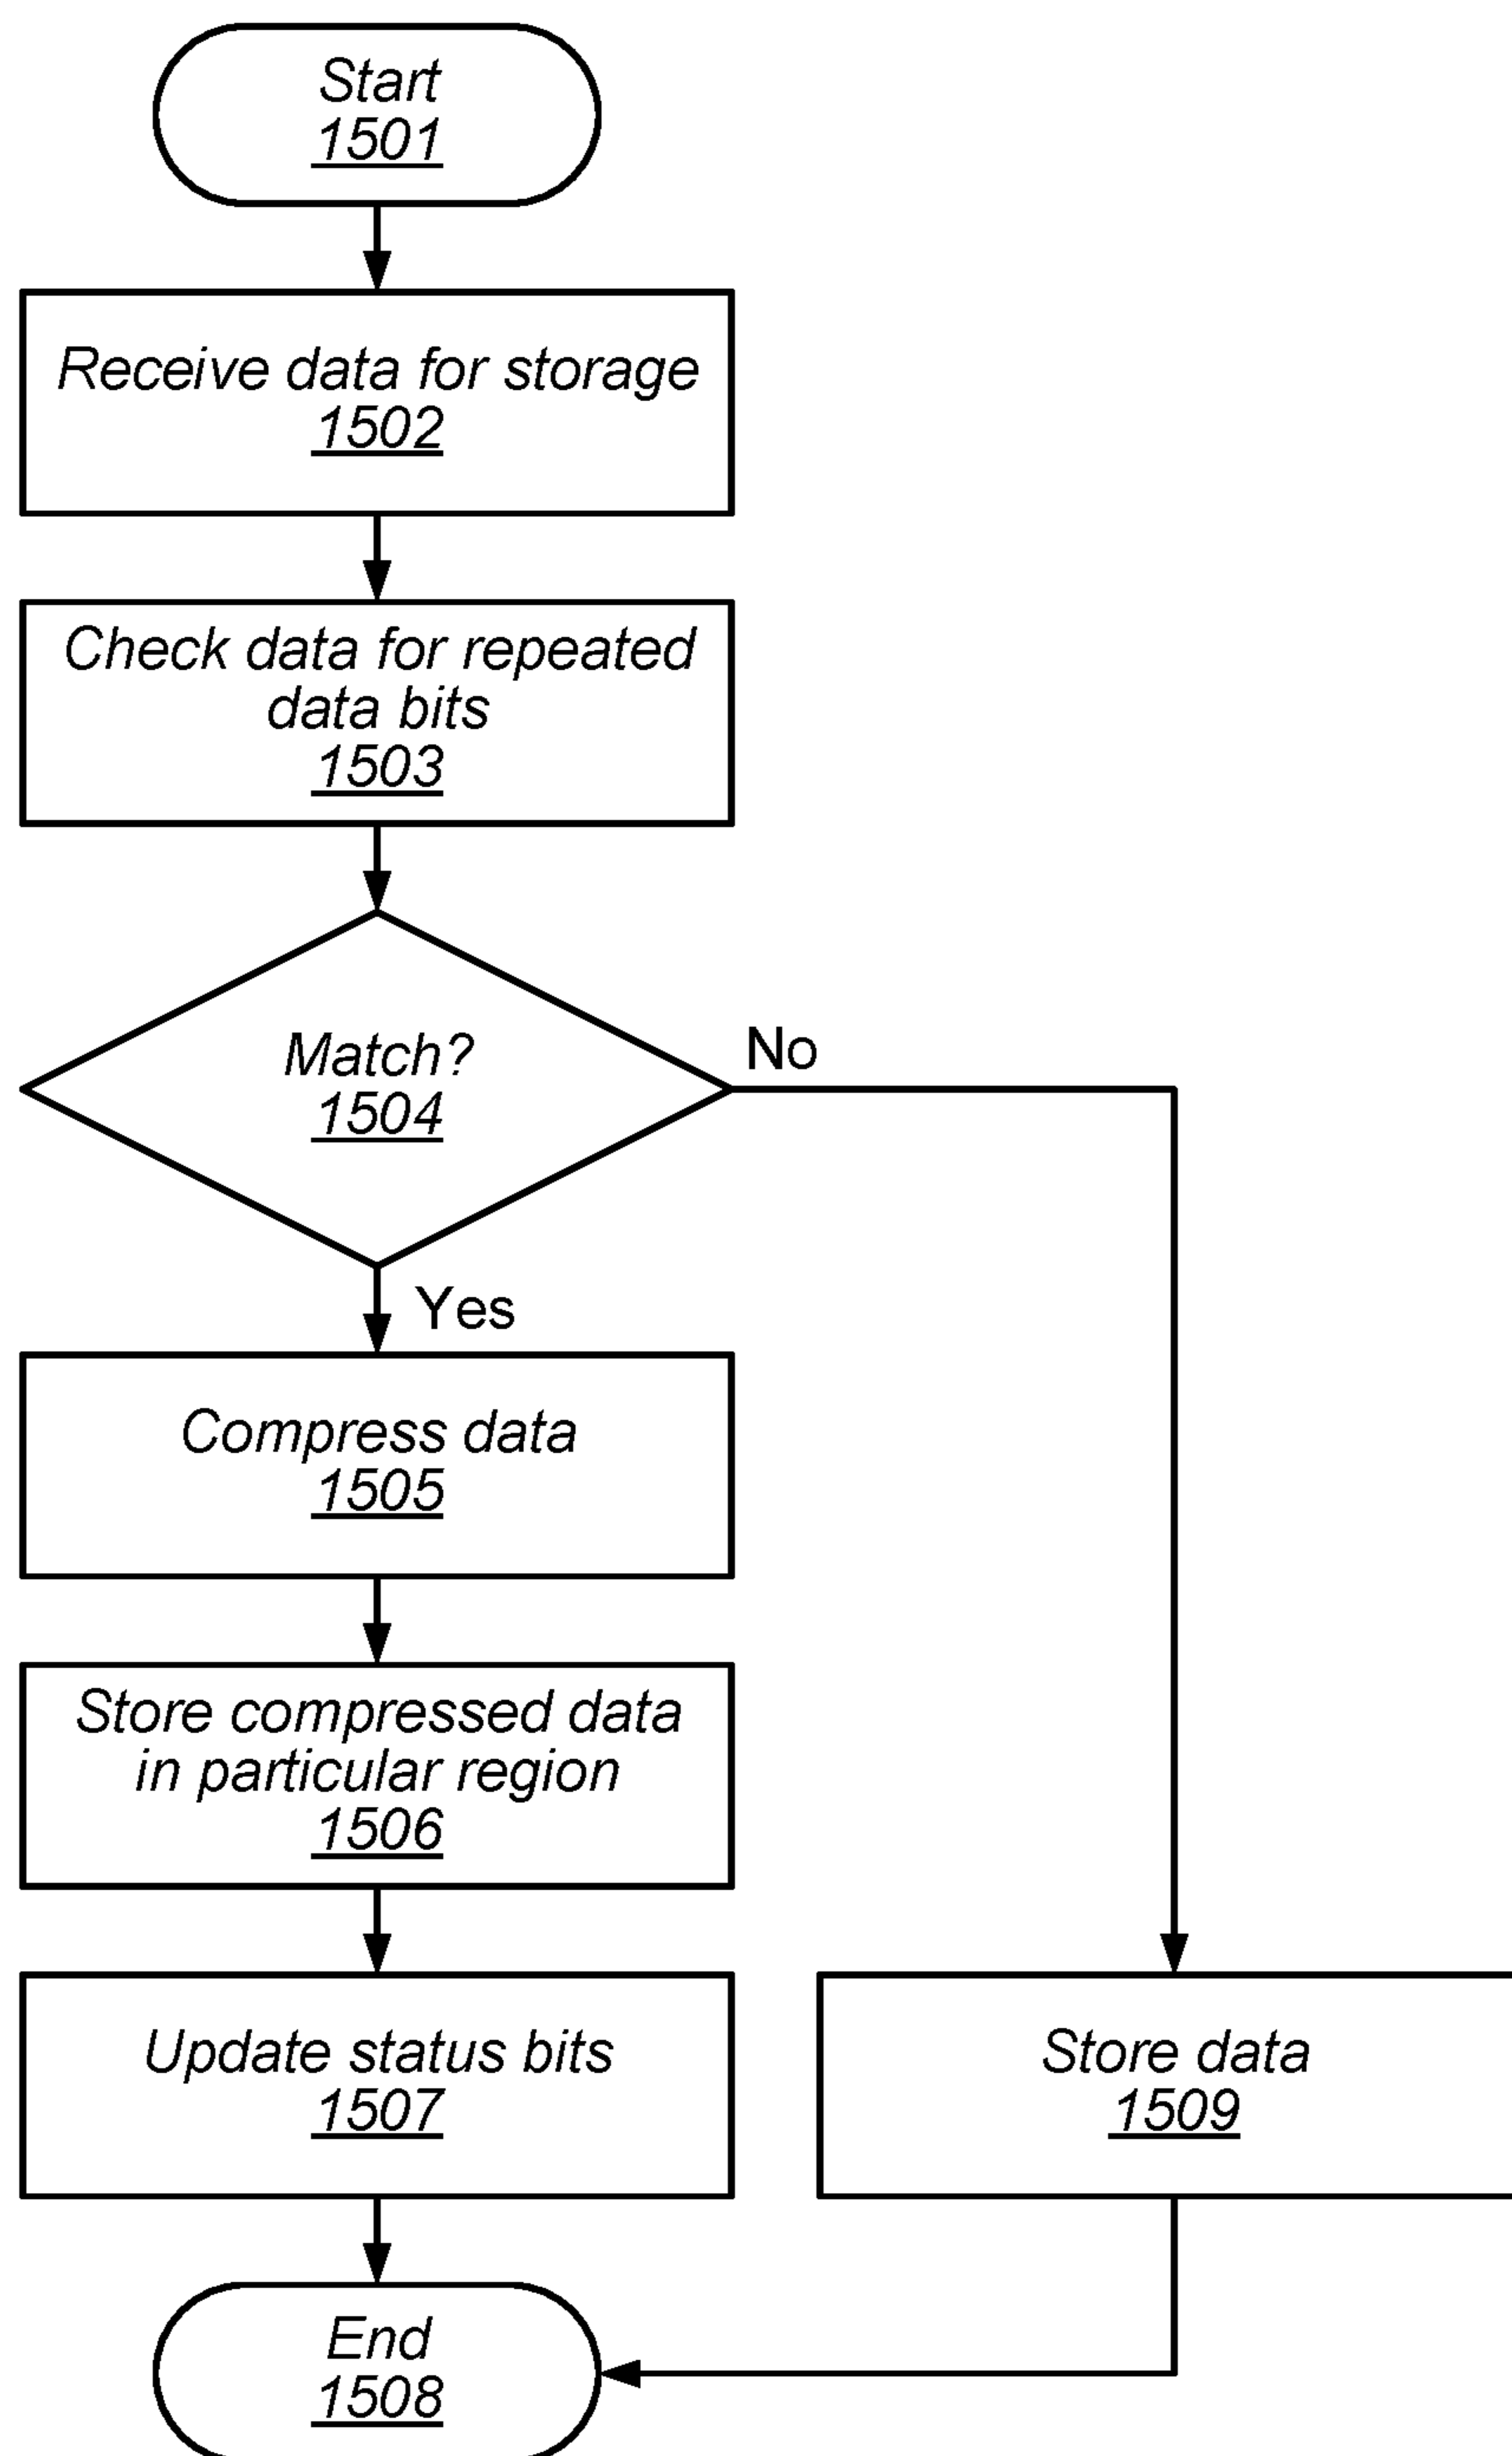 Start
1501
Receive data for storage
1502
Check data for repeated
data bits
1503
Match?
1504
No
Yes
Compress data
1505
Store compressed data
in particular region
1506
Update status bits
1507
Store data
1509
End
1508